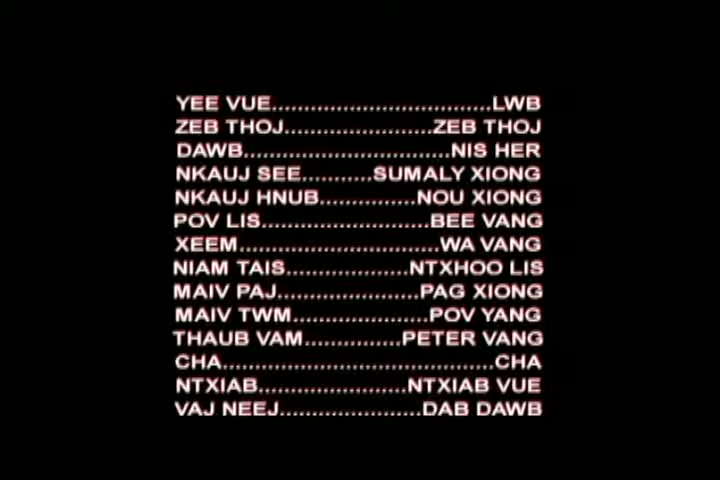 YEE VUE..................................LWB
ZEB THOJ.......................ZEB THOJ
DAWB................................NIS HER
NKAUJ SEE...........SUMALY XIONG
NKAUJ HNUB...............NOU XIONG
POV LIS..........................BEE VANG
XEEM...............................WA VANG
NIAM TAIS...................NTXHOO LIS
MAIV PAJ......................PAG XIONG
MAIV TWM.....................POV YANG
THAUB VAM...............PETER VANG
CHA..........................................CHA
NTXIAB.......................NTXIAB VUE
VAJ NEEJ......................DAB DAWB